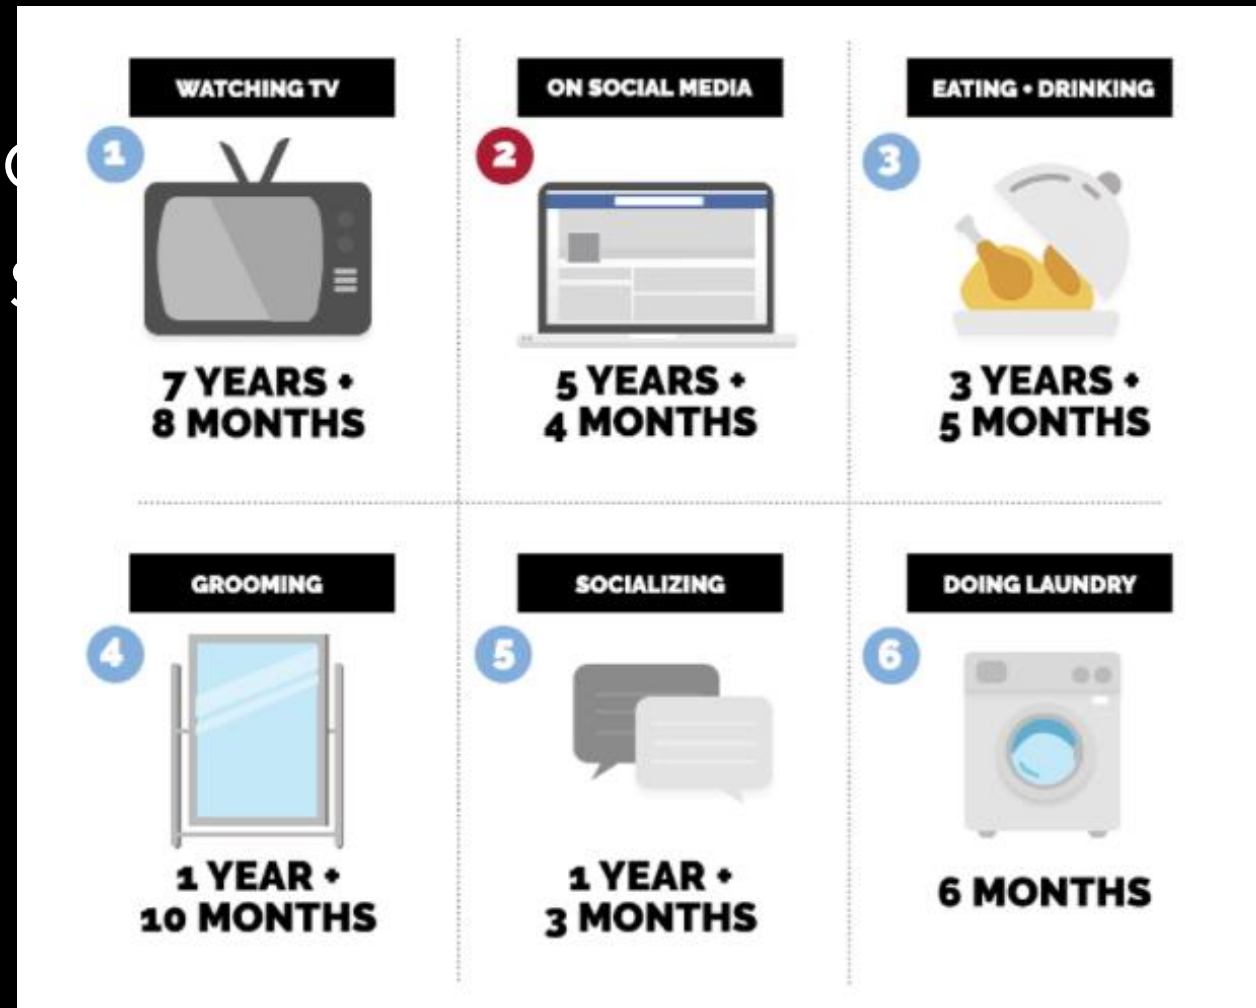 WATCHING TV
1
7 YEARS +
8 MONTHS
ON SOCIAL MEDIA
2
5 YEARS +
4 MONTHS
EATING + DRINKING
3
3 YEARS +
5 MONTHS
GROOMING
4
1 YEAR +
10 MONTHS
SOCIALIZING
5
1 YEAR +
3 MONTHS
DOING LAUNDRY
6
6 MONTHS